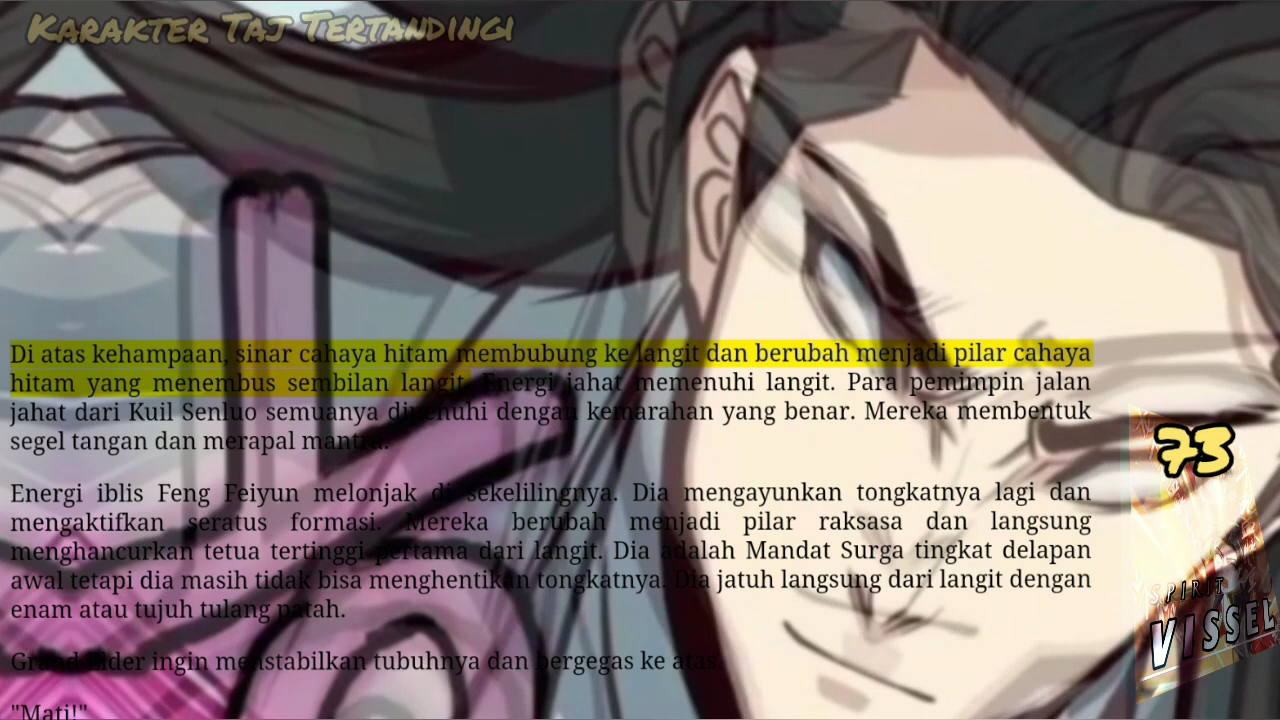 Karakter Taj Tertandingi
Di atas kehampaan, sinar cahaya hitam membubung ke langit dan berubah menjadi pilar cahaya
hitam yang menembus sembilan langit. Energi jahat memenuhi langit. Para pemimpin jalan
jahat dari Kuil Senluo semuanya dipenuhi dengan kemarahan yang benar. Mereka membentuk
segel tangan dan merapal mantra.
Energi iblis Feng Feiyun melonjak di sekelilingnya. Dia mengayunkan tongkatnya lagi dan
mengaktifkan seratus formasi. Mereka berubah menjadi pilar raksasa dan langsung
menghancurkan tetua tertinggi pertama dari langit. Dia adalah Mandat Surga tingkat delapan
awal tetapi dia masih tidak bisa menghentikan tongkatnya. Dia jatuh langsung dari langit dengan
enam atau tujuh tulang patah.
Grand Elder ingin menstabilkan tubuhnya dan bergegas ke atas.
"Mati!"
73
SPIRIT
VISSEL